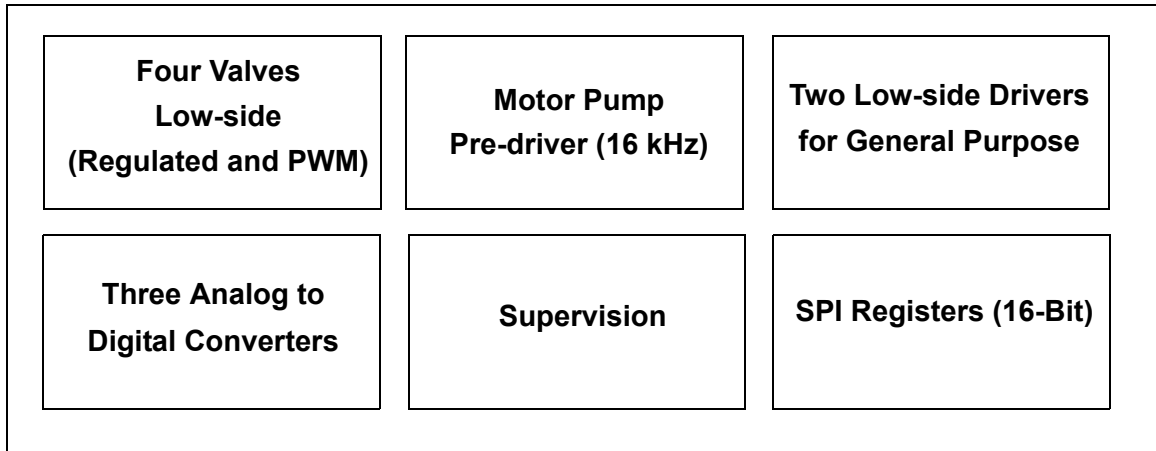 Four Valves
Low-side
(Regulated and PWM)
Motor Pump
Pre-driver (16 kHz)
Two Low-side Drivers
for General Purpose
Three Analog to
Digital Converters
Supervision
SPI Registers (16-Bit)